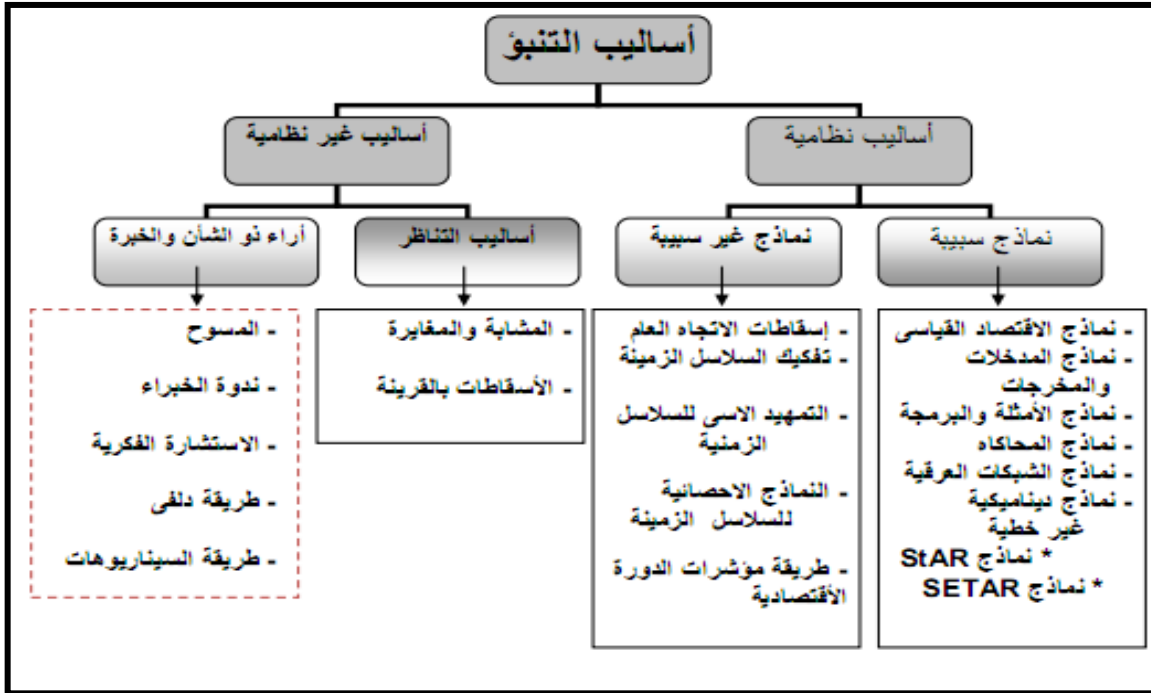 أساليب التنبؤ
أساليب نظامية
أساليب غير نظامية
نماذج سببية
نماذج غير سببية
أساليب التناظر
أراء ذو الشأن والخبرة
- نماذج الاقتصاد القياسى
- نماذج المدخلات
والمخرجات
- نماذج الأمثلة والبرمجة
- نماذج المحاكاه
- نماذج الشبكات العرقية
- نماذج ديناميكية
غير خطية
* نماذج StAR
* نماذج SETAR
- إسقاطات الاتجاه العام
- تفكيك السلاسل الزمينة
- التمهيد الاسى للسلاسل
الزمنية
- النماذج الاحصائية
للسلاسل الزمينة
- طريقة مؤشرات الدورة
الأقتصادية
- المشابة والمغايرة
- الأسقاطات بالقرينة
- المسوح
- ندوة الخبراء
- الاستشارة الفكرية
- طريقة دلفى
- طريقة السيناريوهات